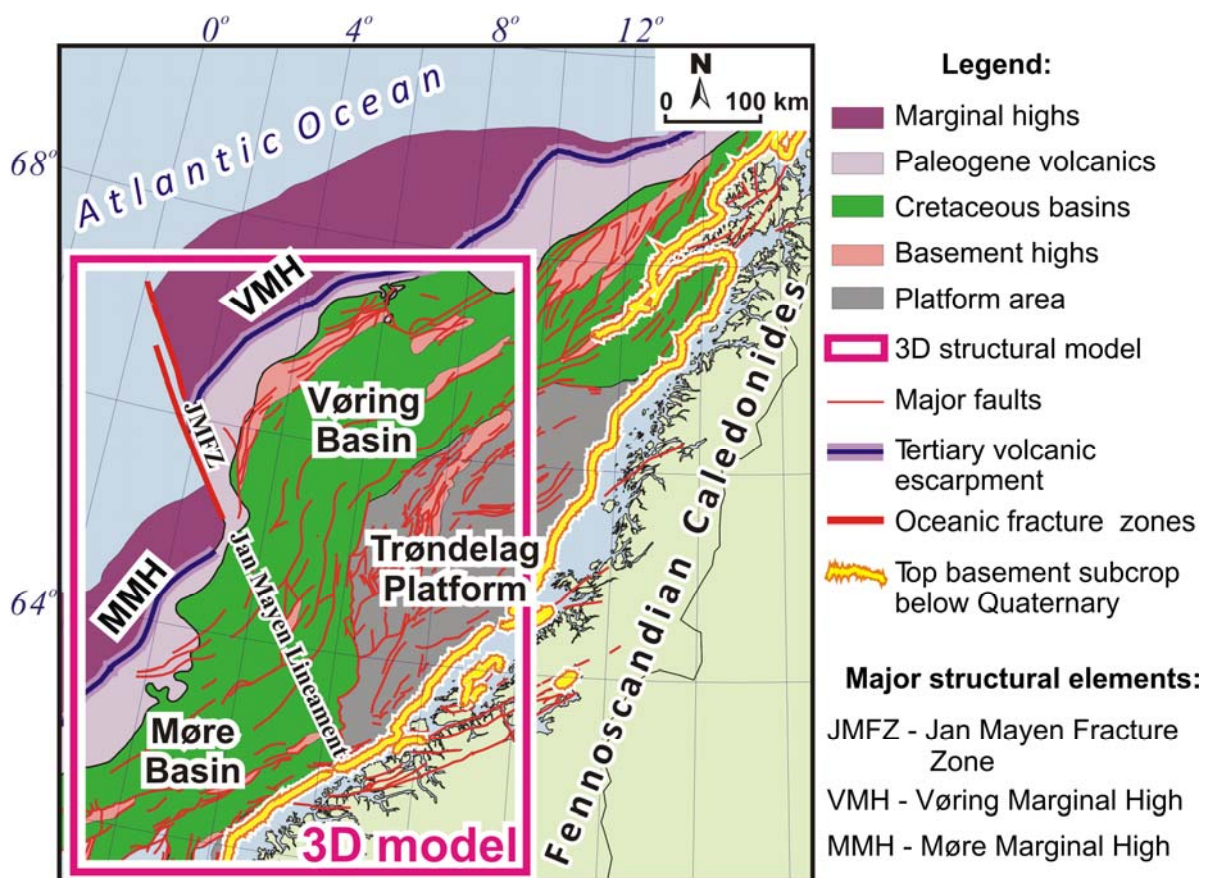 0° 4° 8° 12°
68°
64°
Atlantic Ocean
N
0 100 km
VMH
JMFZ
Vøring
Basin
Trøndelag
Platform
Jan Mayen Lineament
MMH
Møre
Basin
3D model
Fennoscandian Caledonides
Legend:
Marginal highs
Paleogene volcanics
Cretaceous basins
Basement highs
Platform area
3D structural model
Major faults
Tertiary volcanic
escarpment
Oceanic fracture zones
Top basement subcrop
below Quaternary
Major structural elements:
JMFZ - Jan Mayen Fracture
Zone
VMH - Vøring Marginal High
MMH - Møre Marginal High